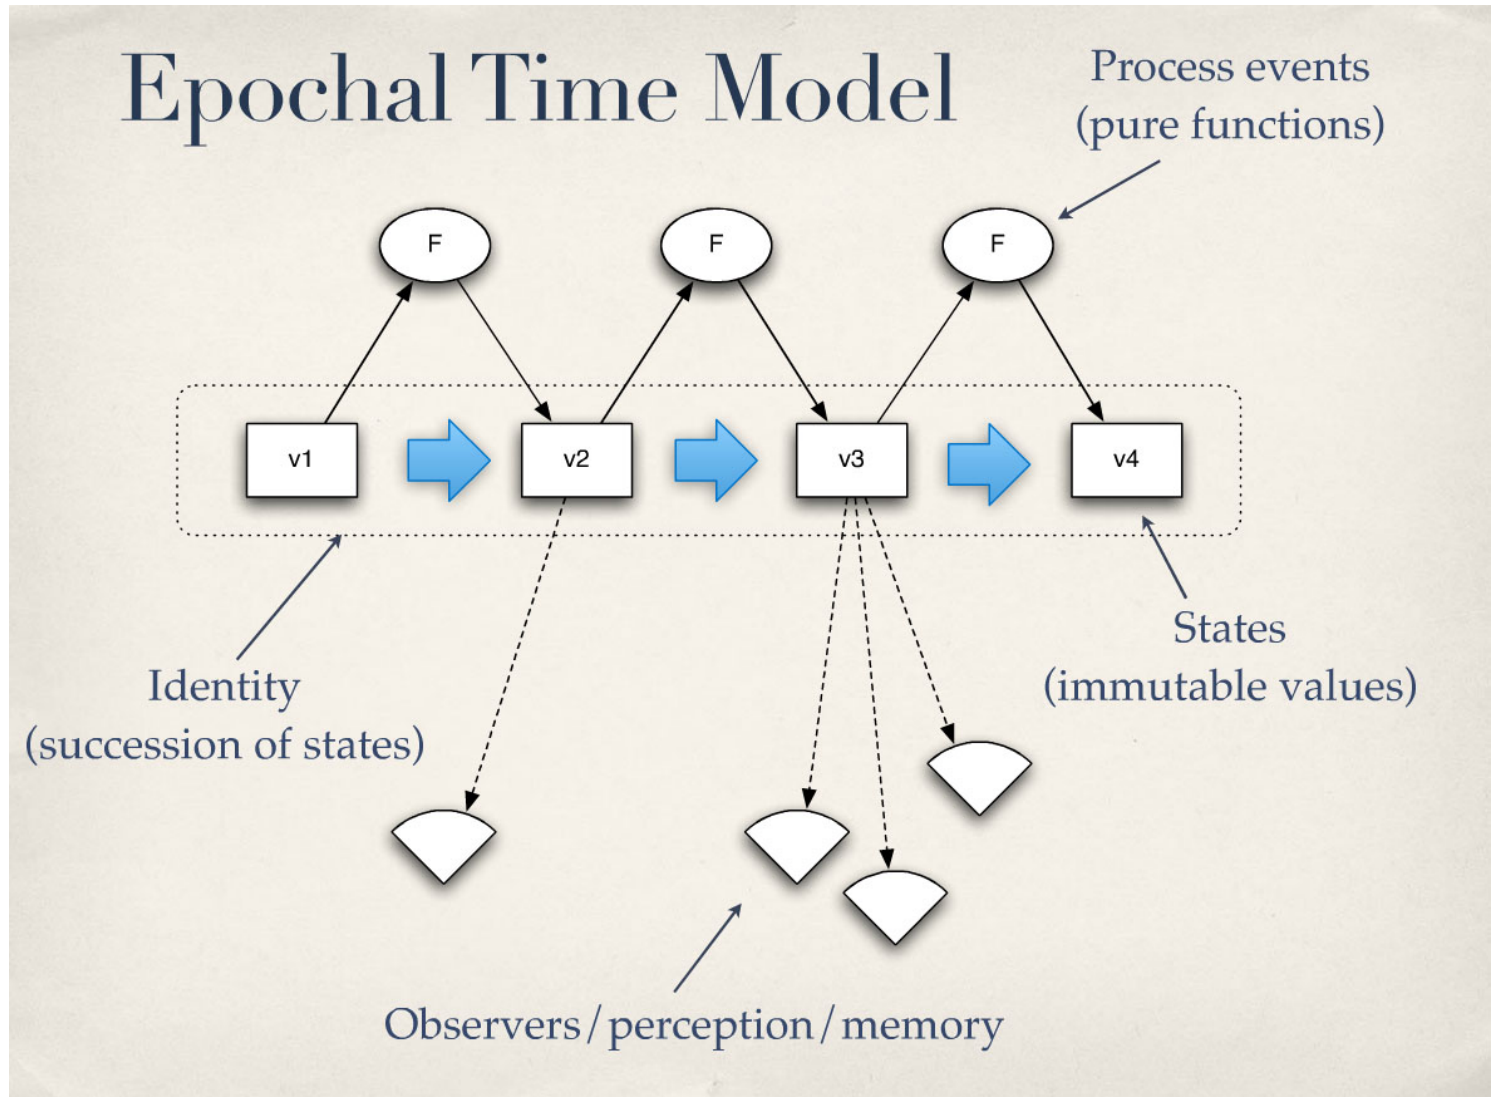 Epochal Time Model
Process events
(pure functions)
F
F
F
v1
v2
v3
v4
Identity
(succession of states)
States
(immutable values)
Observers/perception/memory